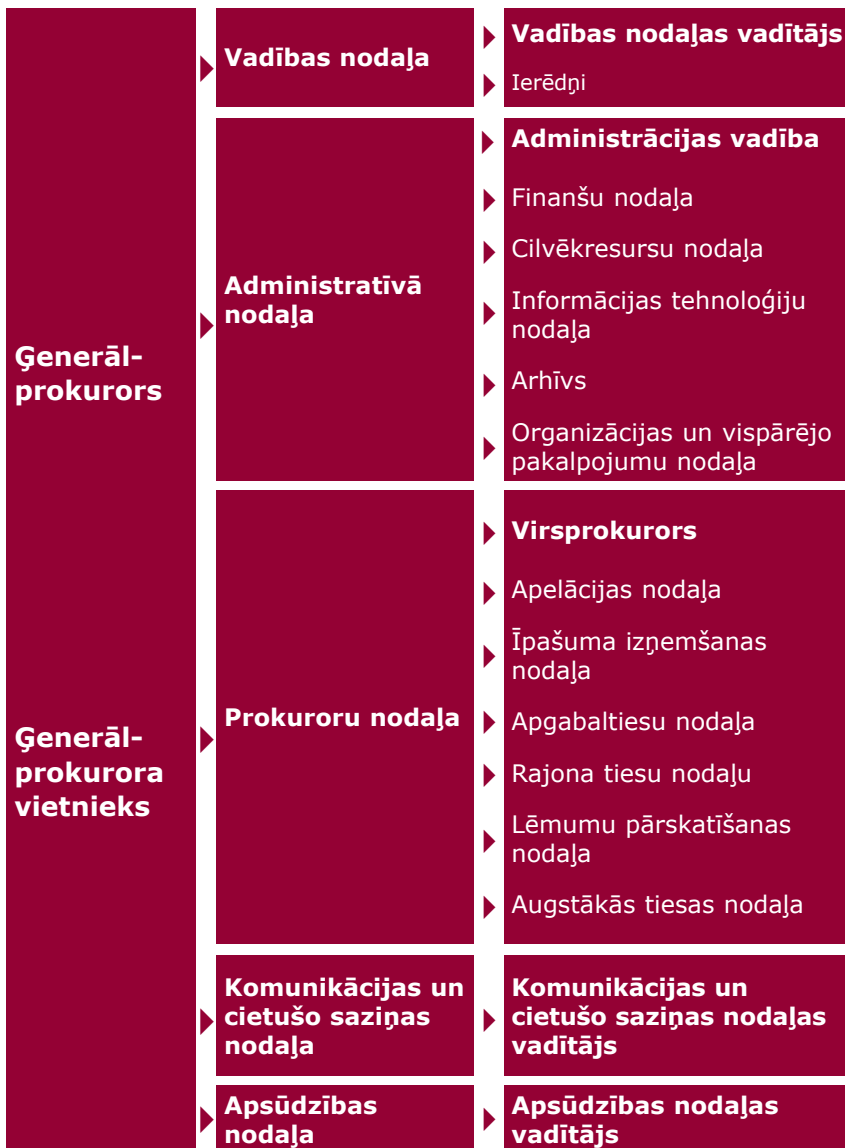 Ģenerāl-
prokurors
Ģenerāl-
prokurora
vietnieks
Vadības nodaļa
Vadības nodaļas vadītājs
Ierēdņi
Administratīvā
nodaļa
Administrācijas vadība
Finanšu nodaļa
Cilvēkresursu nodaļa
Informācijas tehnoloģiju
nodaļa
Arhīvs
Organizācijas un vispārējo
pakalpojumu nodaļa
Prokuroru nodaļa
Virsprokurors
Apelācijas nodaļa
Īpašuma izņemšanas
nodaļa
Apgabaltiesu nodaļa
Rajona tiesu nodaļu
Lēmumu pārskatīšanas
nodaļa
Augstākās tiesas nodaļa
Komunikācijas un
cietušo saziņas
nodaļa
Komunikācijas un
cietušo saziņas nodaļas
vadītājs
Apsūdzības
nodaļa
Apsūdzības nodaļas
vadītājs